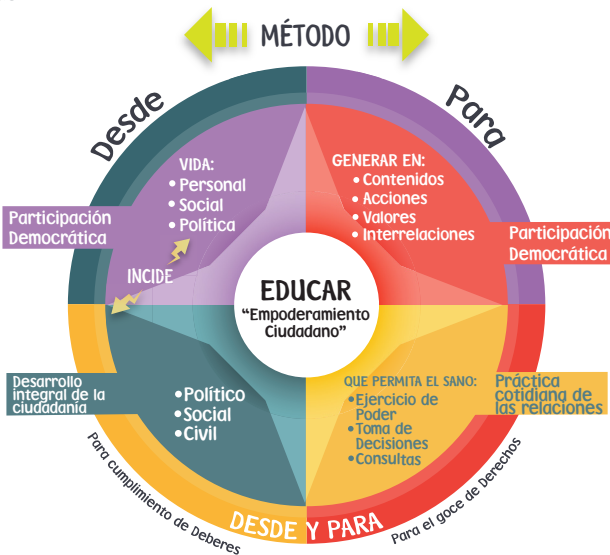 MÉTODO
Desde
Para
VIDA:
• Personal
• Social
• Política
Participación
Democrática
INCIDE
GENERAR EN:
• Contenidos
• Acciones
• Valores
• Interrelaciones
Participación
Democrática
EDUCAR
“Empoderamiento
Ciudadano”
Desarrollo
integral de la
ciudadanía
• Político
• Social
• Civil
QUE PERMITA EL SANO:
• Ejercicio de
Poder
• Toma de
Decisiones
• Consultas
Práctica
cotidiana de
las relaciones
Para cumplimiento de Deberes
DESDE Y PARA
Para el goce de Derechos